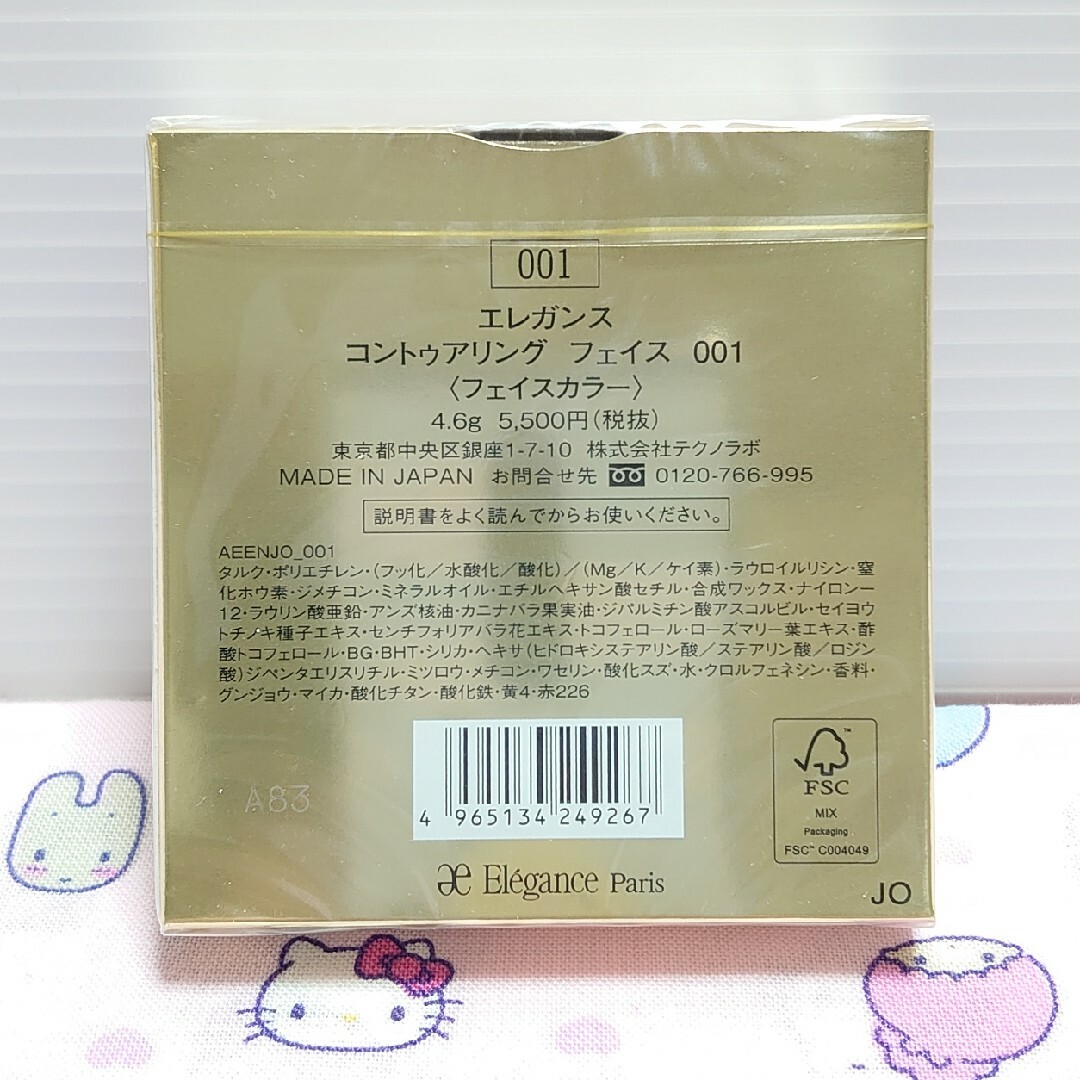 001
エレガンス
コントゥアリング フェイス 001
〈フェイスカラー〉
4.6g 5,500円(税抜)
東京都中央区銀座1-7-10 株式会社テクノラボ
MADE IN JAPAN お問合せ先 0120-766-995
説明書をよく読んでからお使いください。
AEENJO_001
タルク・ポリエチレン・(フッ化/水酸化/酸化)/(Mg/K/ケイ素)・ラウロイルリシン・窒
化ホウ素・ジメチコン・ミネラルオイル・エチルヘキサン酸セチル・合成ワックス・ナイロン-
12・ラウリン酸亜鉛・アンズ核油・カニナバラ果実油・ジパルミチン酸アスコルビル・セイヨウ
トチノキ種子エキス・センチフォリアバラ花エキス・トコフェロール・ローズマリー葉エキス・酢
酸トコフェロール・BG・BHT・シリカ・ヘキサ(ヒドロキシステアリン酸/ステアリン酸/ロジン
酸)ジペンタエリスリチル・ミツロウ・メチコン・ワセリン・酸化スズ・水・クロルフェネシン・香料・
グンジョウ・マイカ・酸化チタン・酸化鉄・黄4・赤226
A83
4 965134 249267
FSC™
MIX
Packaging
FSC™ C004049
æ Elégance Paris
JO